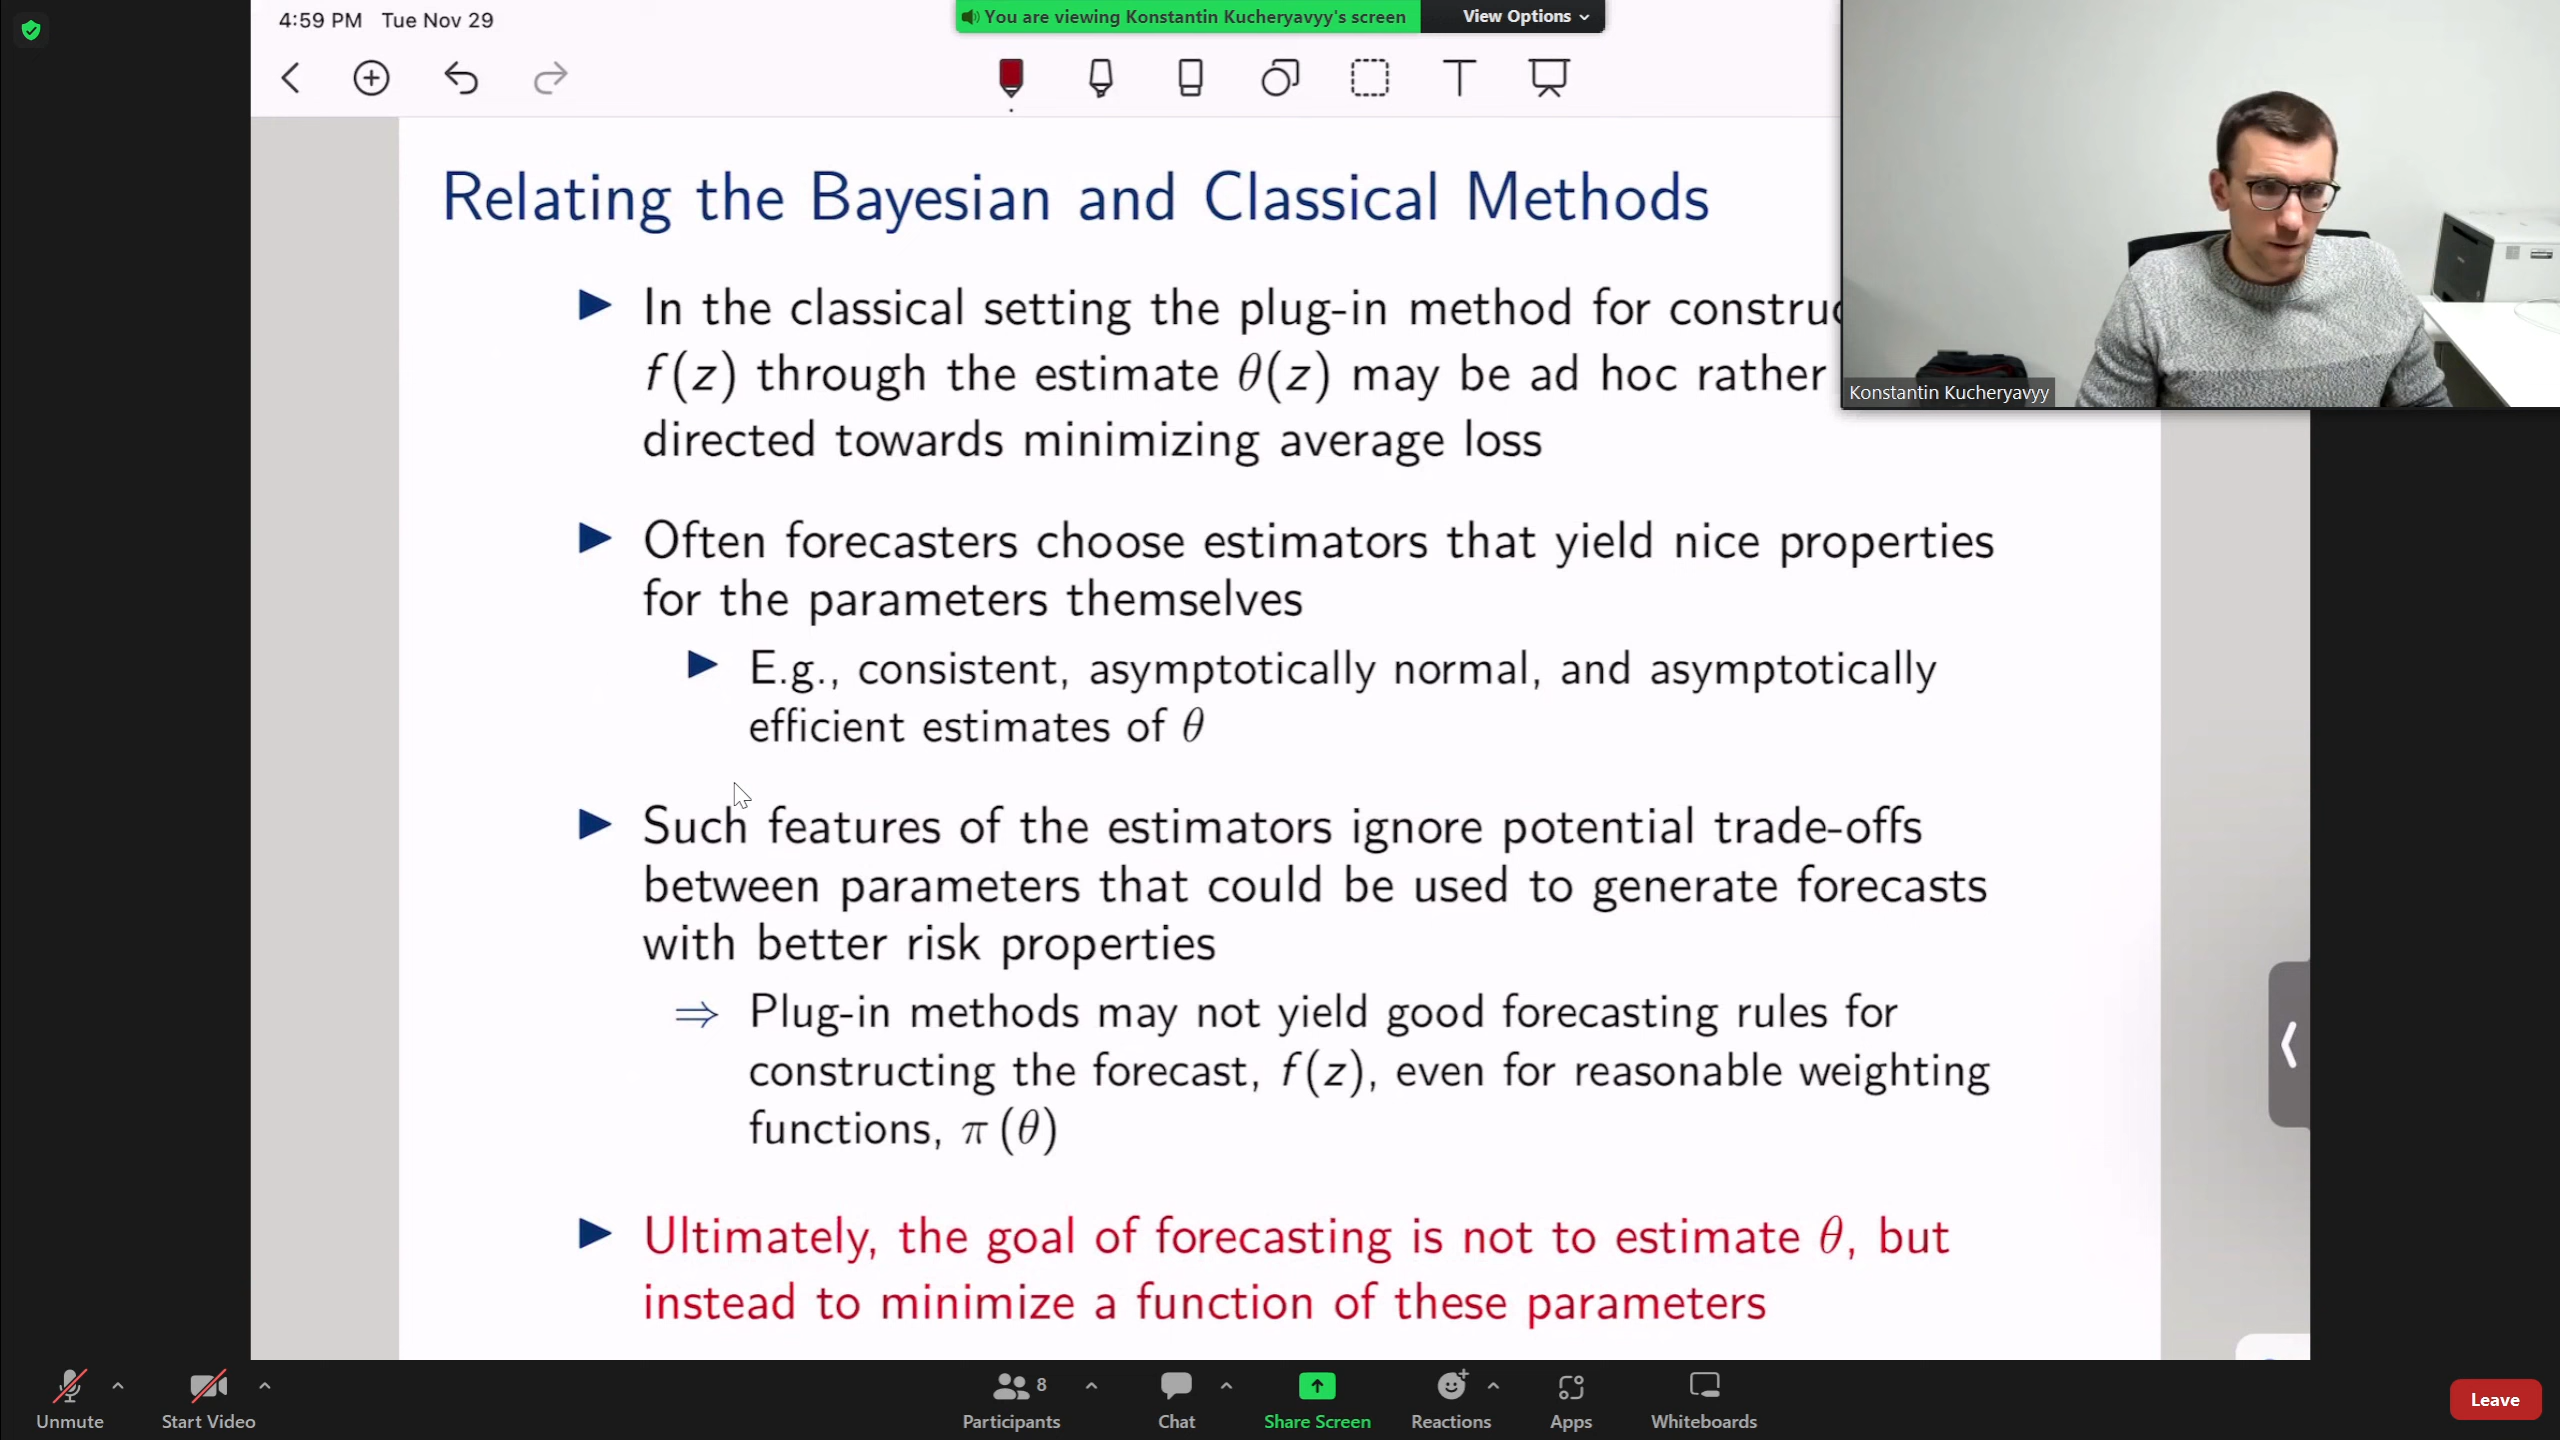 4:59 PM Tue Nov 29
You are viewing Konstantin Kucheryavyy's screen View Options
Relating the Bayesian and Classical Methods
In the classical setting the plug-in method for
f(z) through the estimate θ(z) may be ad hoc rather
directed towards minimizing average loss
Konstantin Kucheryavyy
Often forecasters choose estimators that yield nice properties
for the parameters themselves
E.g., consistent, asymptotically normal, and asymptotically
efficient estimates of θ
Such features of the estimators ignore potential trade-offs
between parameters that could be used to generate forecasts
with better risk properties
⇒ Plug-in methods may not yield good forecasting rules for
constructing the forecast, f(z), even for reasonable weighting
functions, π(θ)
Ultimately, the goal of forecasting is not to estimate θ, but
instead to minimize a function of these parameters
8
Unmute Start Video Participants Chat Share Screen Reactions Apps Whiteboards Leave